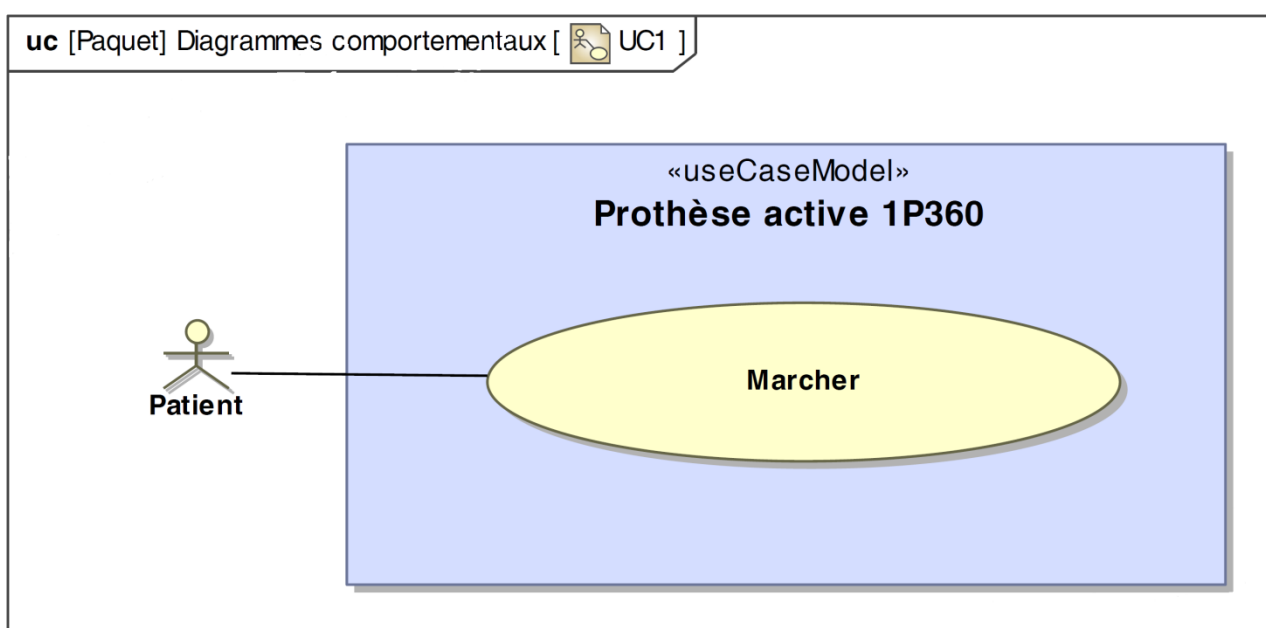 uc [Paquet] Diagrammes comportementaux [ UC1 ]
«useCaseModel»
Prothèse active 1P360
Marcher
Patient